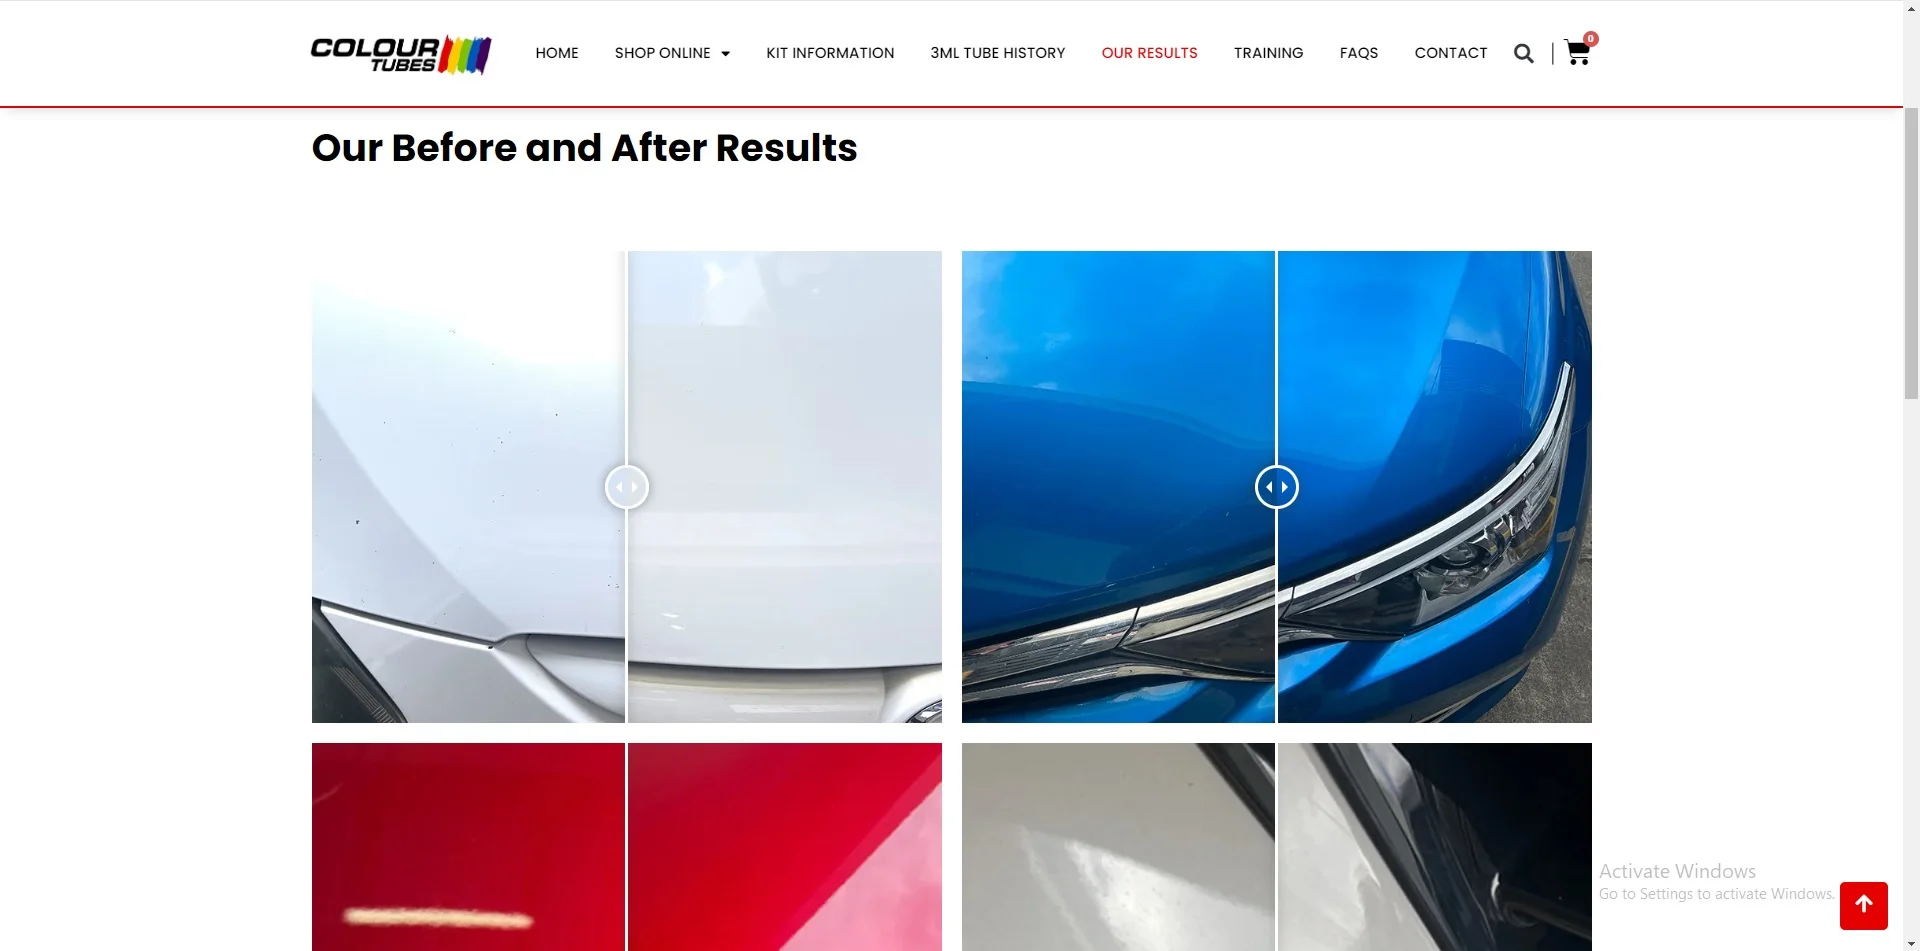 COLOUR
TUBES
HOME
SHOP ONLINE
KIT INFORMATION
3ML TUBE HISTORY
OUR RESULTS
TRAINING
FAQS
CONTACT
0
Our Before and After Results
Activate Windows
Go to Settings to activate Windows.